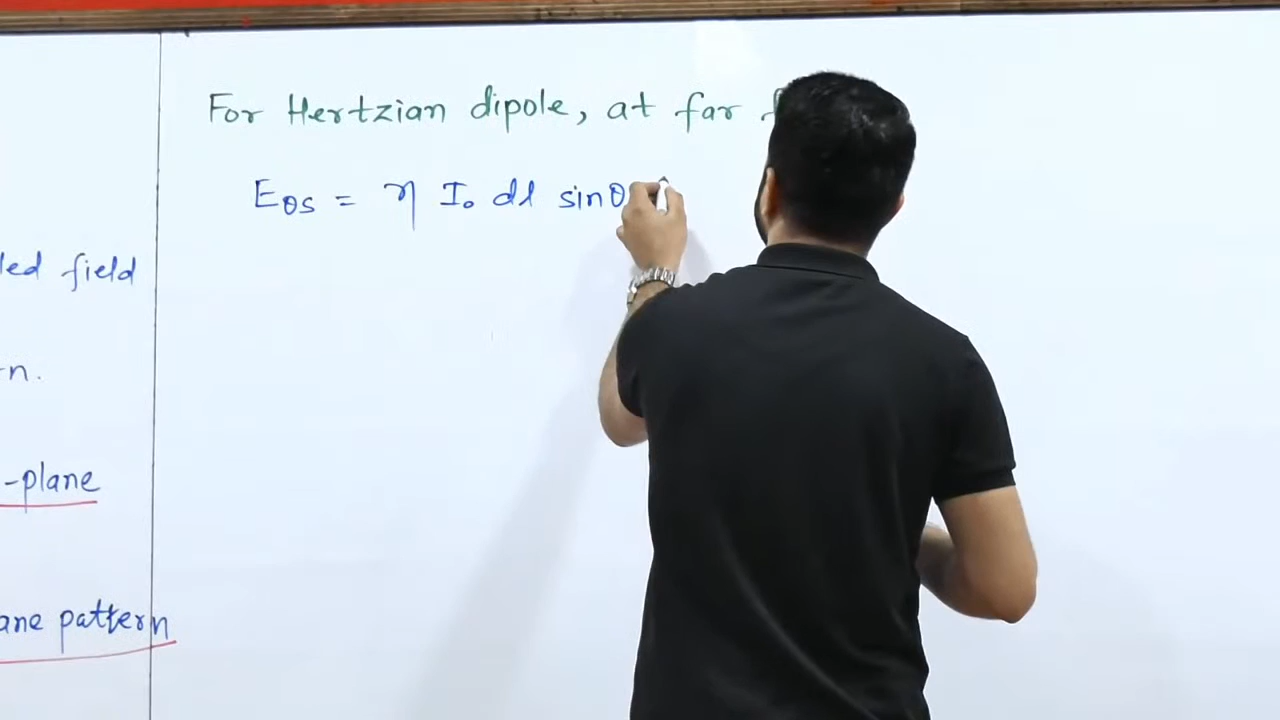 led field
n.
-plane
ane pattern
For Hertzian dipole, at far f
Eθs = η I₀ dl sinθ